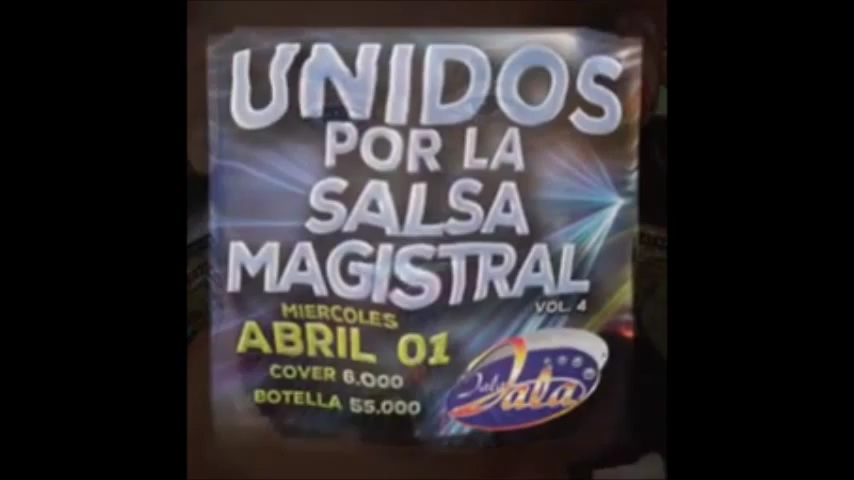 UNIDOS
POR LA
SALSA
MAGISTRAL
VOL. 4
MIERCOLES
ABRIL 01
COVER 6.000
BOTELLA 55.000